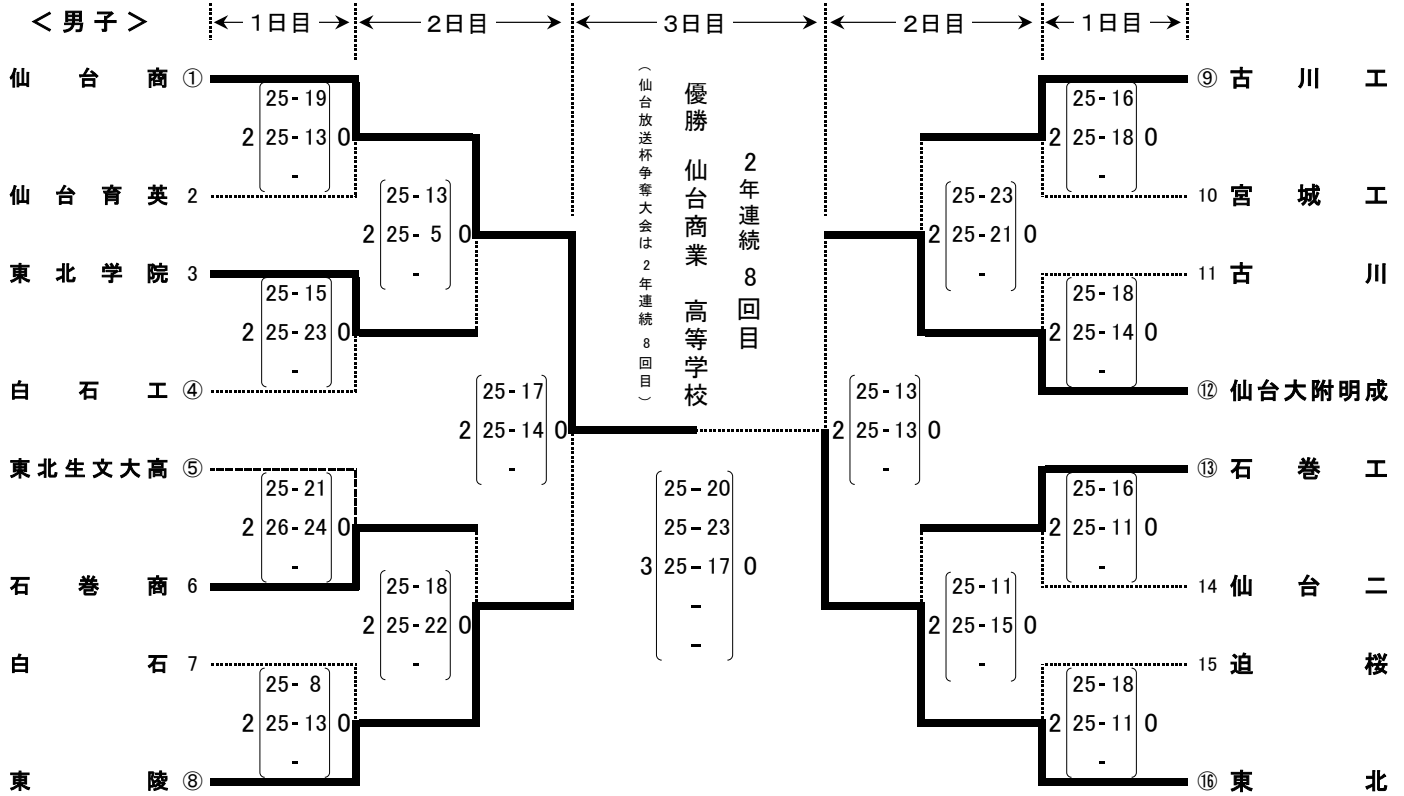 ＜男子＞
1日目
2日目
3日目
2日目
1日目
仙台商 ①
25-19
2 25-13 0
-
仙台育英 2
25-13
2 25- 5 0
-
東北学院 3
25-15
2 25-23 0
-
白石工 ④
25-17
2 25-14 0
-
東北生文大高 ⑤
25-21
2 26-24 0
-
石巻商 6
25-18
2 25-22 0
-
白石 7
25- 8
2 25-13 0
-
東陵 ⑧
2年連続 8回目
優勝 仙台商業 高等学校
（仙台放送杯争奪大会は 2年連続 8回目）
25-20
25-23
3 25-17 0
-
-
⑨ 古川工
25-16
2 25-18 0
-
10 宮城工
25-23
2 25-21 0
-
11 古川
25-18
2 25-14 0
-
⑫ 仙台大附明成
25-13
2 25-13 0
-
⑬ 石巻工
25-16
2 25-11 0
-
14 仙台二
25-11
2 25-15 0
-
15 迫桜
25-18
2 25-11 0
-
⑯ 東北